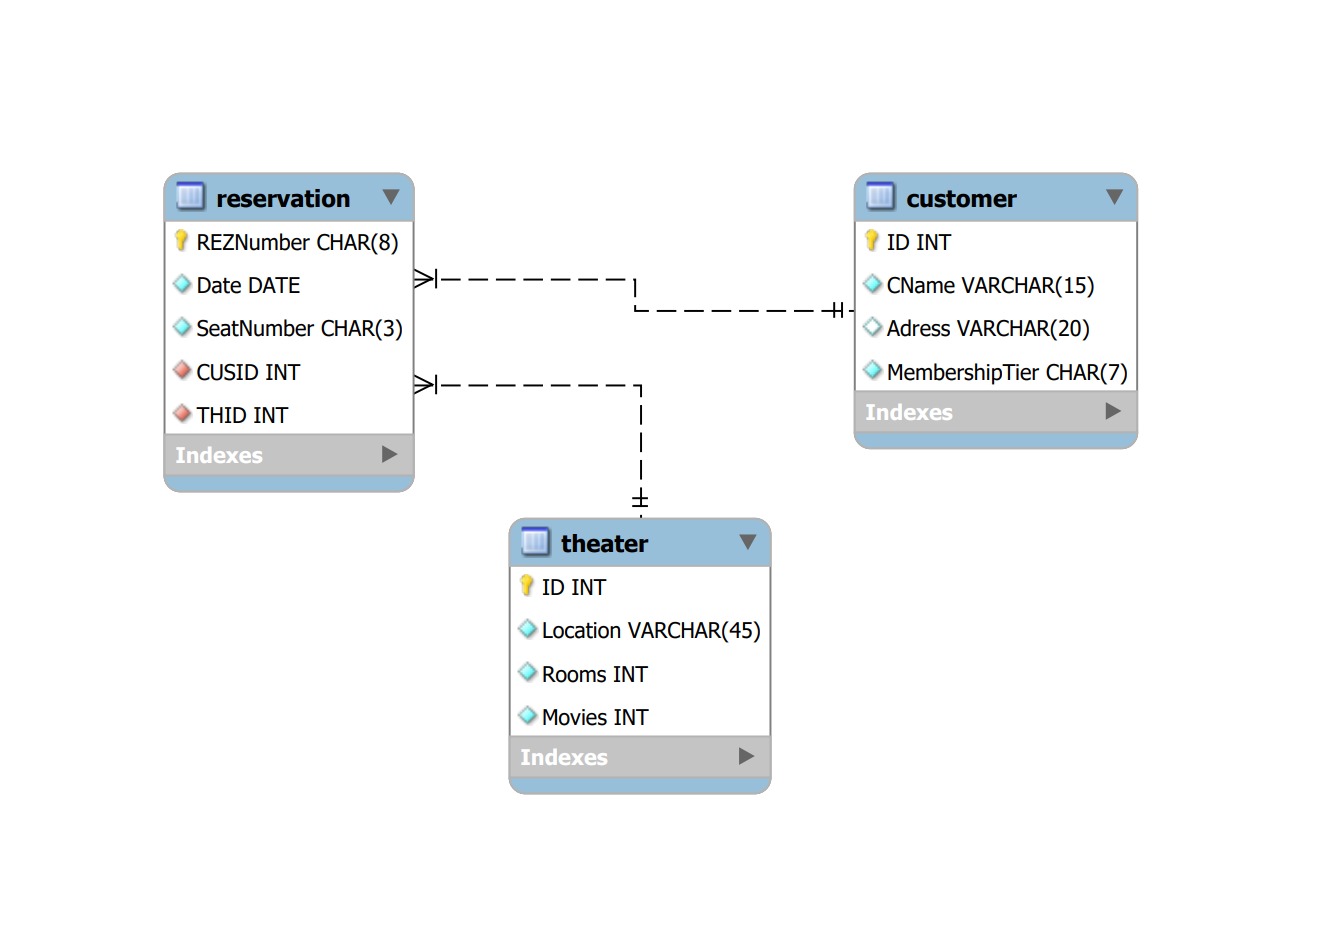 reservation
REZNumber CHAR(8)
Date DATE
SeatNumber CHAR(3)
CUSID INT
THID INT
Indexes
customer
ID INT
CName VARCHAR(15)
Adress VARCHAR(20)
MembershipTier CHAR(7)
Indexes
theater
ID INT
Location VARCHAR(45)
Rooms INT
Movies INT
Indexes